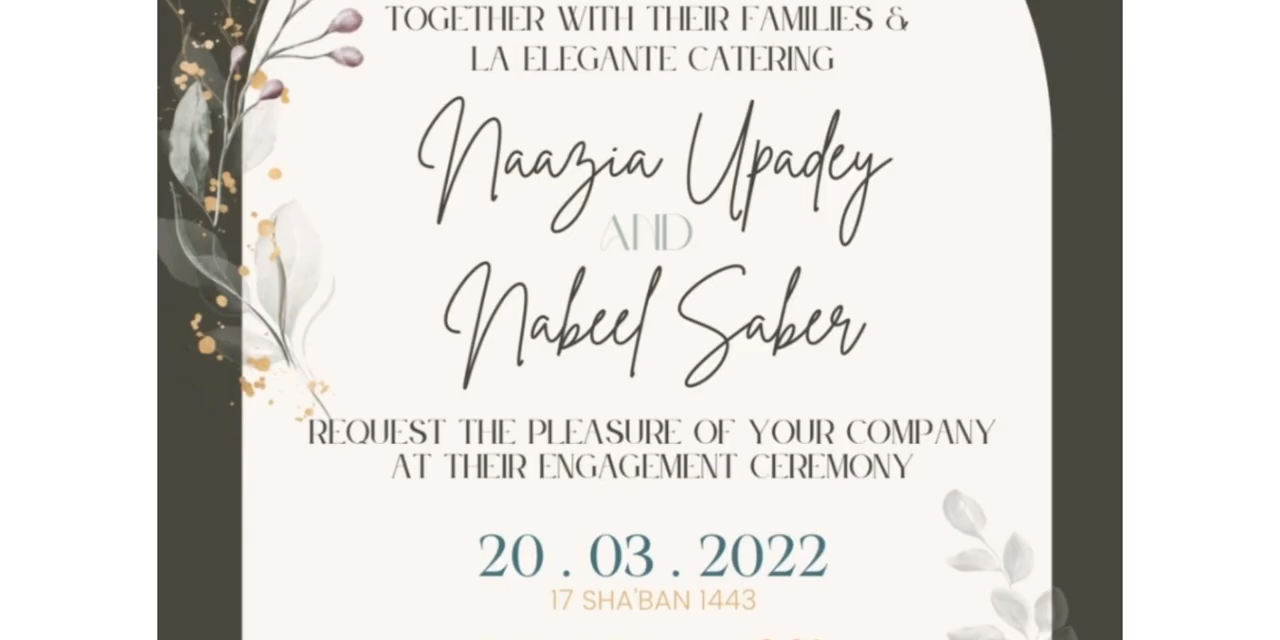 TOGETHER WITH THEIR FAMILIES &
LA ELEGANTE CATERING
Naazia Upadey
AND
Nabeel Saber
REQUEST THE PLEASURE OF YOUR COMPANY
AT THEIR ENGAGEMENT CEREMONY
20 . 03 . 2022
17 SHA'BAN 1443